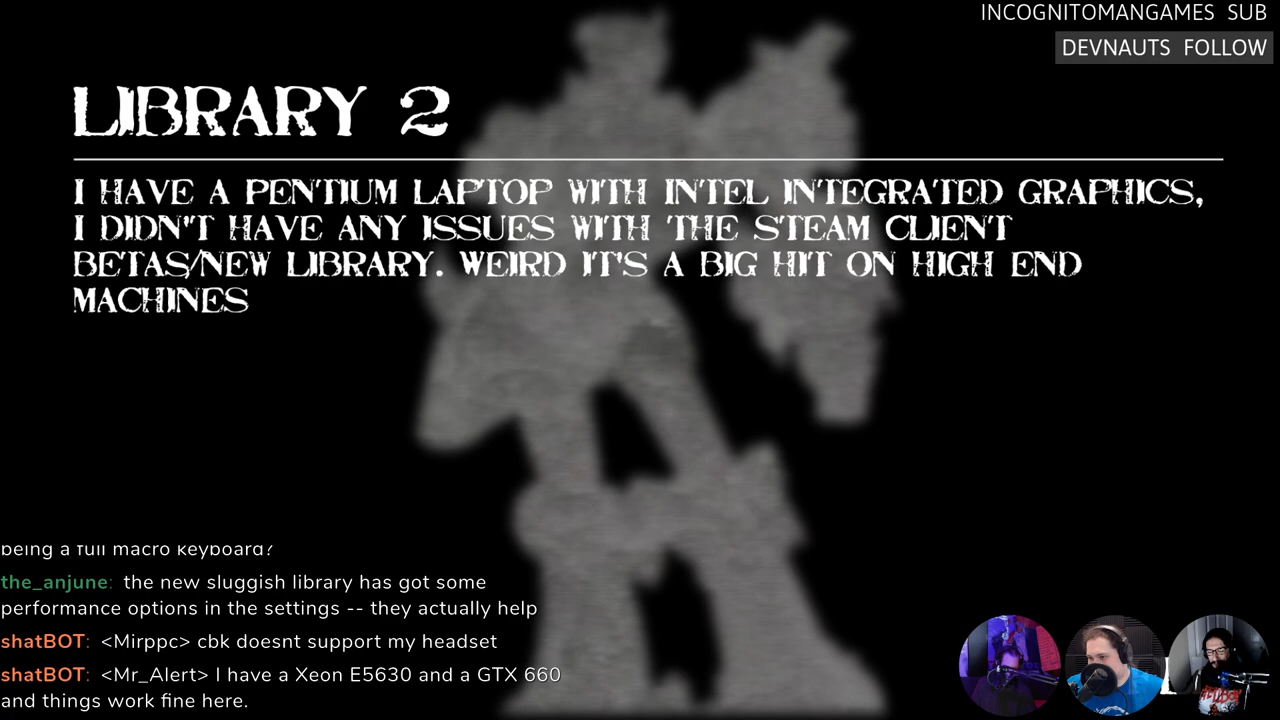 INCOGNITOMANGAMES SUB
DEVNAUTS FOLLOW
LIBRARY 2
I HAVE A PENTIUM LAPTOP WITH INTEL INTEGRATED GRAPHICS,
I DIDN'T HAVE ANY ISSUES WITH THE STEAM CLIENT
BETAS/NEW LIBRARY. WEIRD IT'S A BIG HIT ON HIGH END
MACHINES
being a full macro keyboard?
the_anjune: the new sluggish library has got some
performance options in the settings -- they actually help
shatBOT: <Mirppc> cbk doesnt support my headset
shatBOT: <Mr_Alert> I have a Xeon E5630 and a GTX 660
and things work fine here.